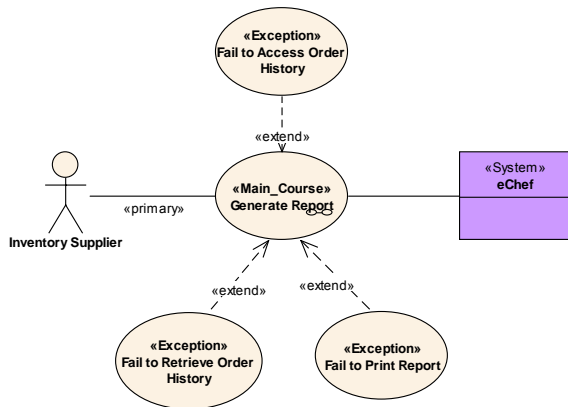 «Exception»
Fail to Access Order
History
«extend»
«Main_Course»
Generate Report
«System»
eChef
«primary»
Inventory Supplier
«extend»
«extend»
«Exception»
Fail to Retrieve Order
History
«Exception»
Fail to Print Report